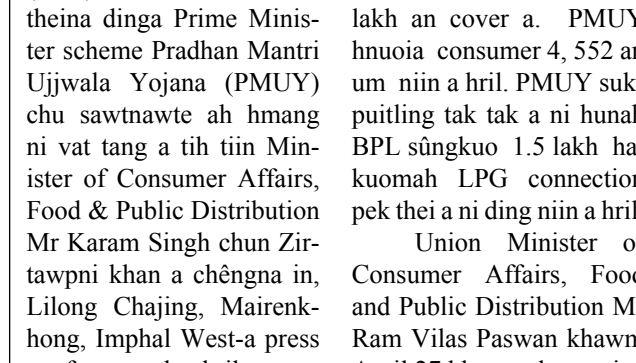 theina dinga Prime Minis-
ter scheme Pradhan Mantri
Ujjwala Yojana (PMUY)
chu sawtnawte ah hmang
ni vat tang a tih tiin Min-
ister of Consumer Affairs,
Food & Public Distribution
Mr Karam Singh chun Zir-
tawpni khan a chêngna in,
Lilong Chajing, Mairenk-
hong, Imphal West-a press
lakh an cover a. PMUY
hnuoia consumer 4, 552 an
um niin a hril. PMUY suk
puitling tak tak a ni hunah
BPL sûngkuo 1.5 lakh
kuomah LPG connection
pek thei a ni ding niin a hril
Union Minister
Consumer Affairs, Food
and Public Distribution
Ram Vilas Paswan khawm